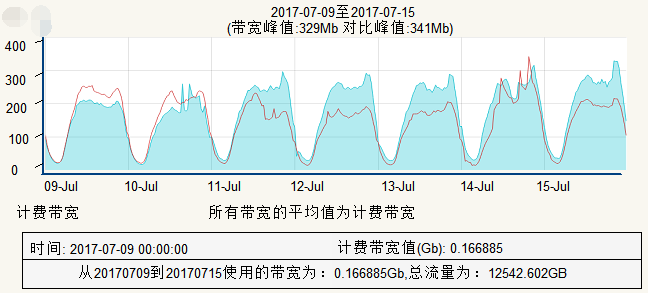 2017-07-09至2017-07-15
(带宽峰值:329Mb 对比峰值:341Mb)
400
300
200
100
0
09-Jul 10-Jul 11-Jul 12-Jul 13-Jul 14-Jul 15-Jul
计费带宽 所有带宽的平均值为计费带宽
时间: 2017-07-09 00:00:00 计费带宽值(Gb): 0.166885
从20170709到20170715使用的带宽为：0.166885Gb,总流量为：12542.602GB